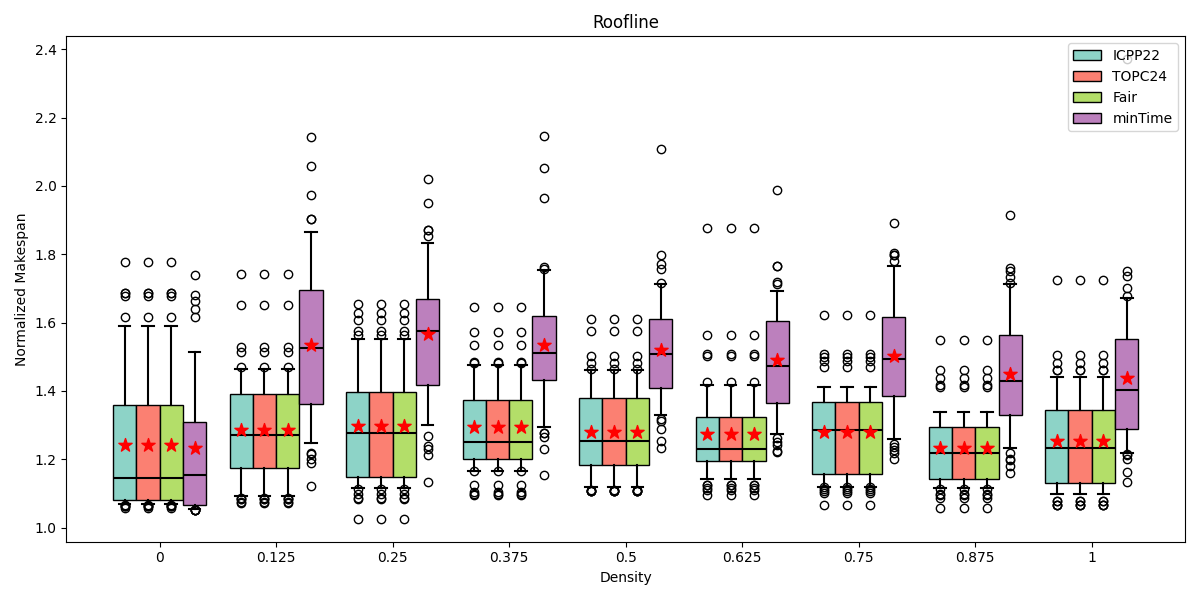 Roofline
Normalized Makespan
2.4
2.2
2.0
1.8
1.6
1.4
1.2
1.0
ICPP22
TOPC24
Fair
minTime
0 0.125 0.25 0.375 0.5 0.625 0.75 0.875 1
Density